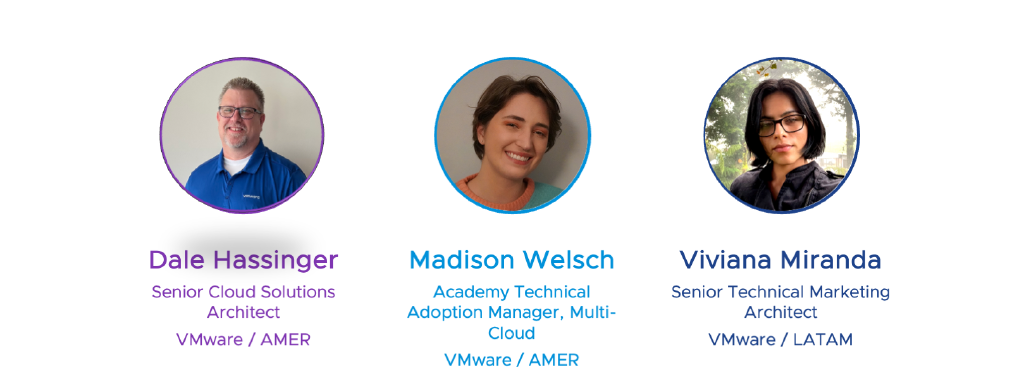 Dale Hassinger
Senior Cloud Solutions
Architect
VMware / AMER
Madison Welsch
Academy Technical
Adoption Manager, Multi-
Cloud
VMware / AMER
Viviana Miranda
Senior Technical Marketing
Architect
VMware / LATAM
vmware